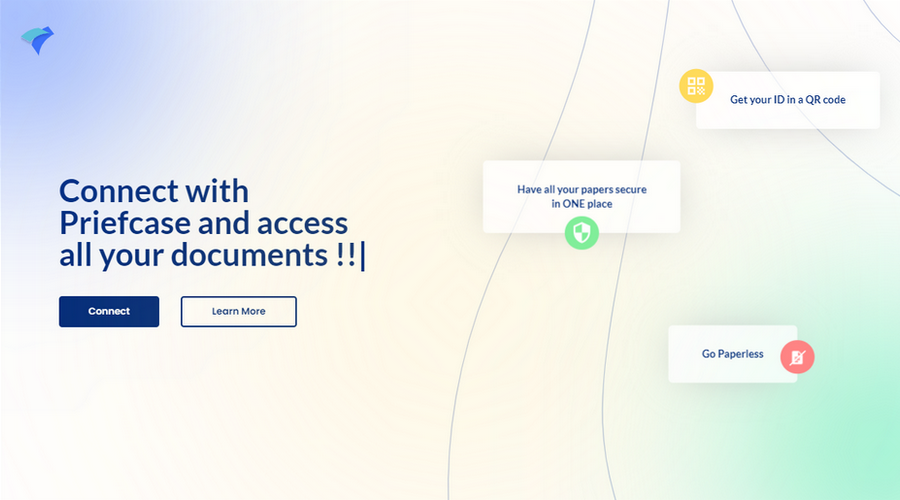 Connect with
Priefcase and access
all your documents !!|
Connect
Learn More
Get your ID in a QR code
Have all your papers secure
in ONE place
Go Paperless